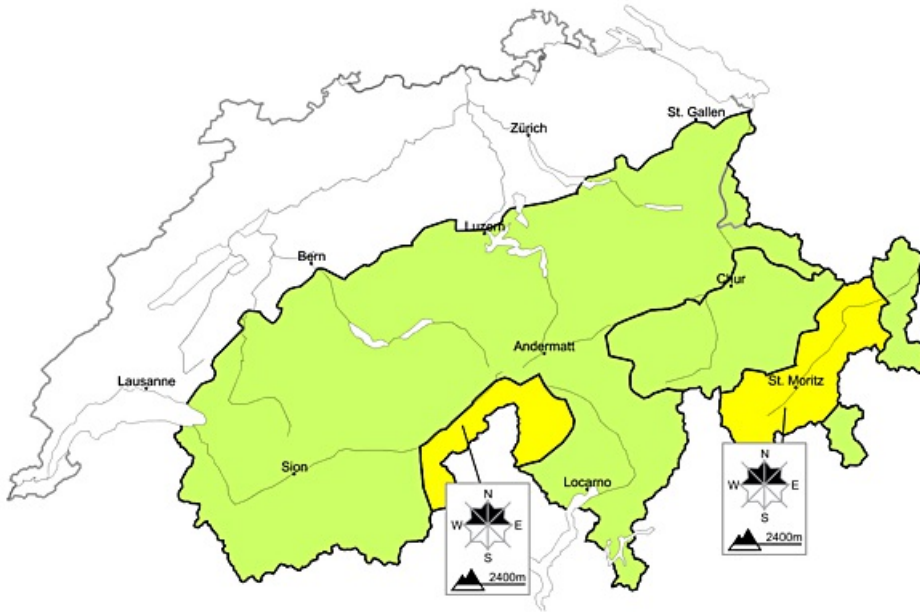 St. Gallen
Zürich
Luzern
Bern
Chur
Andermatt
Lausanne
St. Moritz
Sion
Locarno
N
W E
S
2400m
N
W E
S
2400m